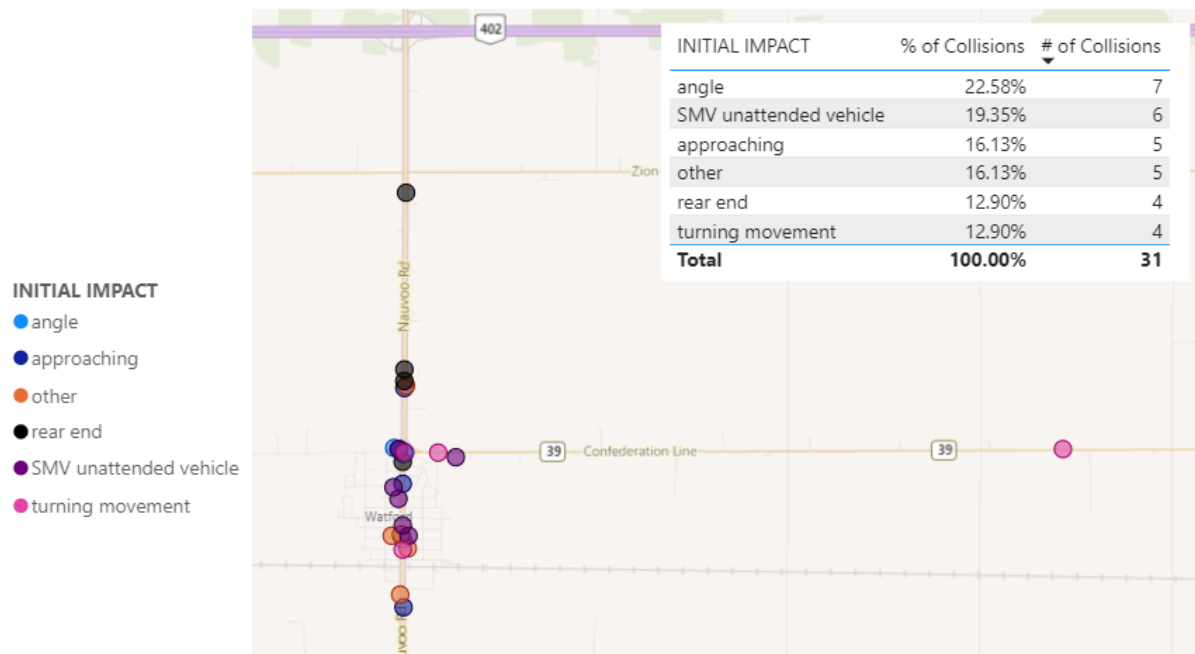 402
INITIAL IMPACT % of Collisions # of Collisions
angle 22.58% 7
SMV unattended vehicle 19.35% 6
approaching 16.13% 5
other 16.13% 5
rear end 12.90% 4
turning movement 12.90% 4
Total 100.00% 31
Zion
Nauvoo Rd
INITIAL IMPACT
angle
approaching
other
rear end
SMV unattended vehicle
turning movement
39 Confederation Line 39
Watford